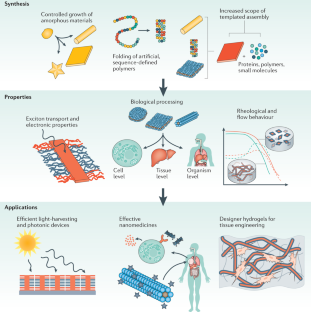 Synthesis
Controlled growth of
amorphous materials
Folding of artificial,
sequence-defined
polymers
Increased scope of
templated assembly
Proteins, polymers,
small molecules
Properties
Exciton transport and
electronic properties
Biological processing
Cell
level
Tissue
level
Organism
level
Rheological and
flow behaviour
Applications
Efficient light-harvesting
and photonic devices
Effective
nanomedicines
Designer hydrogels for
tissue engineering